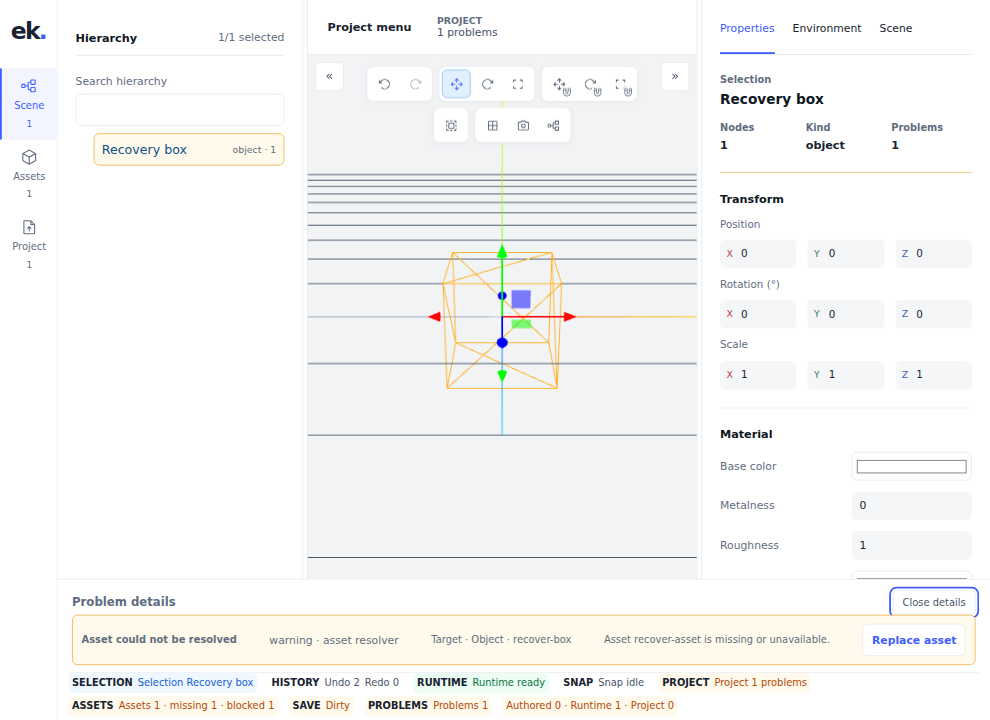 ek.
Scene
1
Assets
1
Project
1
Hierarchy
1/1 selected
Search hierarchy
Recovery box
object · 1
Project menu
PROJECT
1 problems
«
»
Properties
Environment
Scene
Selection
Recovery box
Nodes
Kind
Problems
1
object
1
Transform
Position
X 0
Y 0
Z 0
Rotation (°)
X 0
Y 0
Z 0
Scale
X 1
Y 1
Z 1
Material
Base color
Metalness
0
Roughness
1
Problem details
Close details
Asset could not be resolved
warning · asset resolver
Target · Object · recover-box
Asset recover-asset is missing or unavailable.
Replace asset
SELECTION Selection Recovery box HISTORY Undo 2 Redo 0 RUNTIME Runtime ready SNAP Snap idle PROJECT Project 1 problems
ASSETS Assets 1 · missing 1 · blocked 1 SAVE Dirty PROBLEMS Problems 1 Authored 0 · Runtime 1 · Project 0